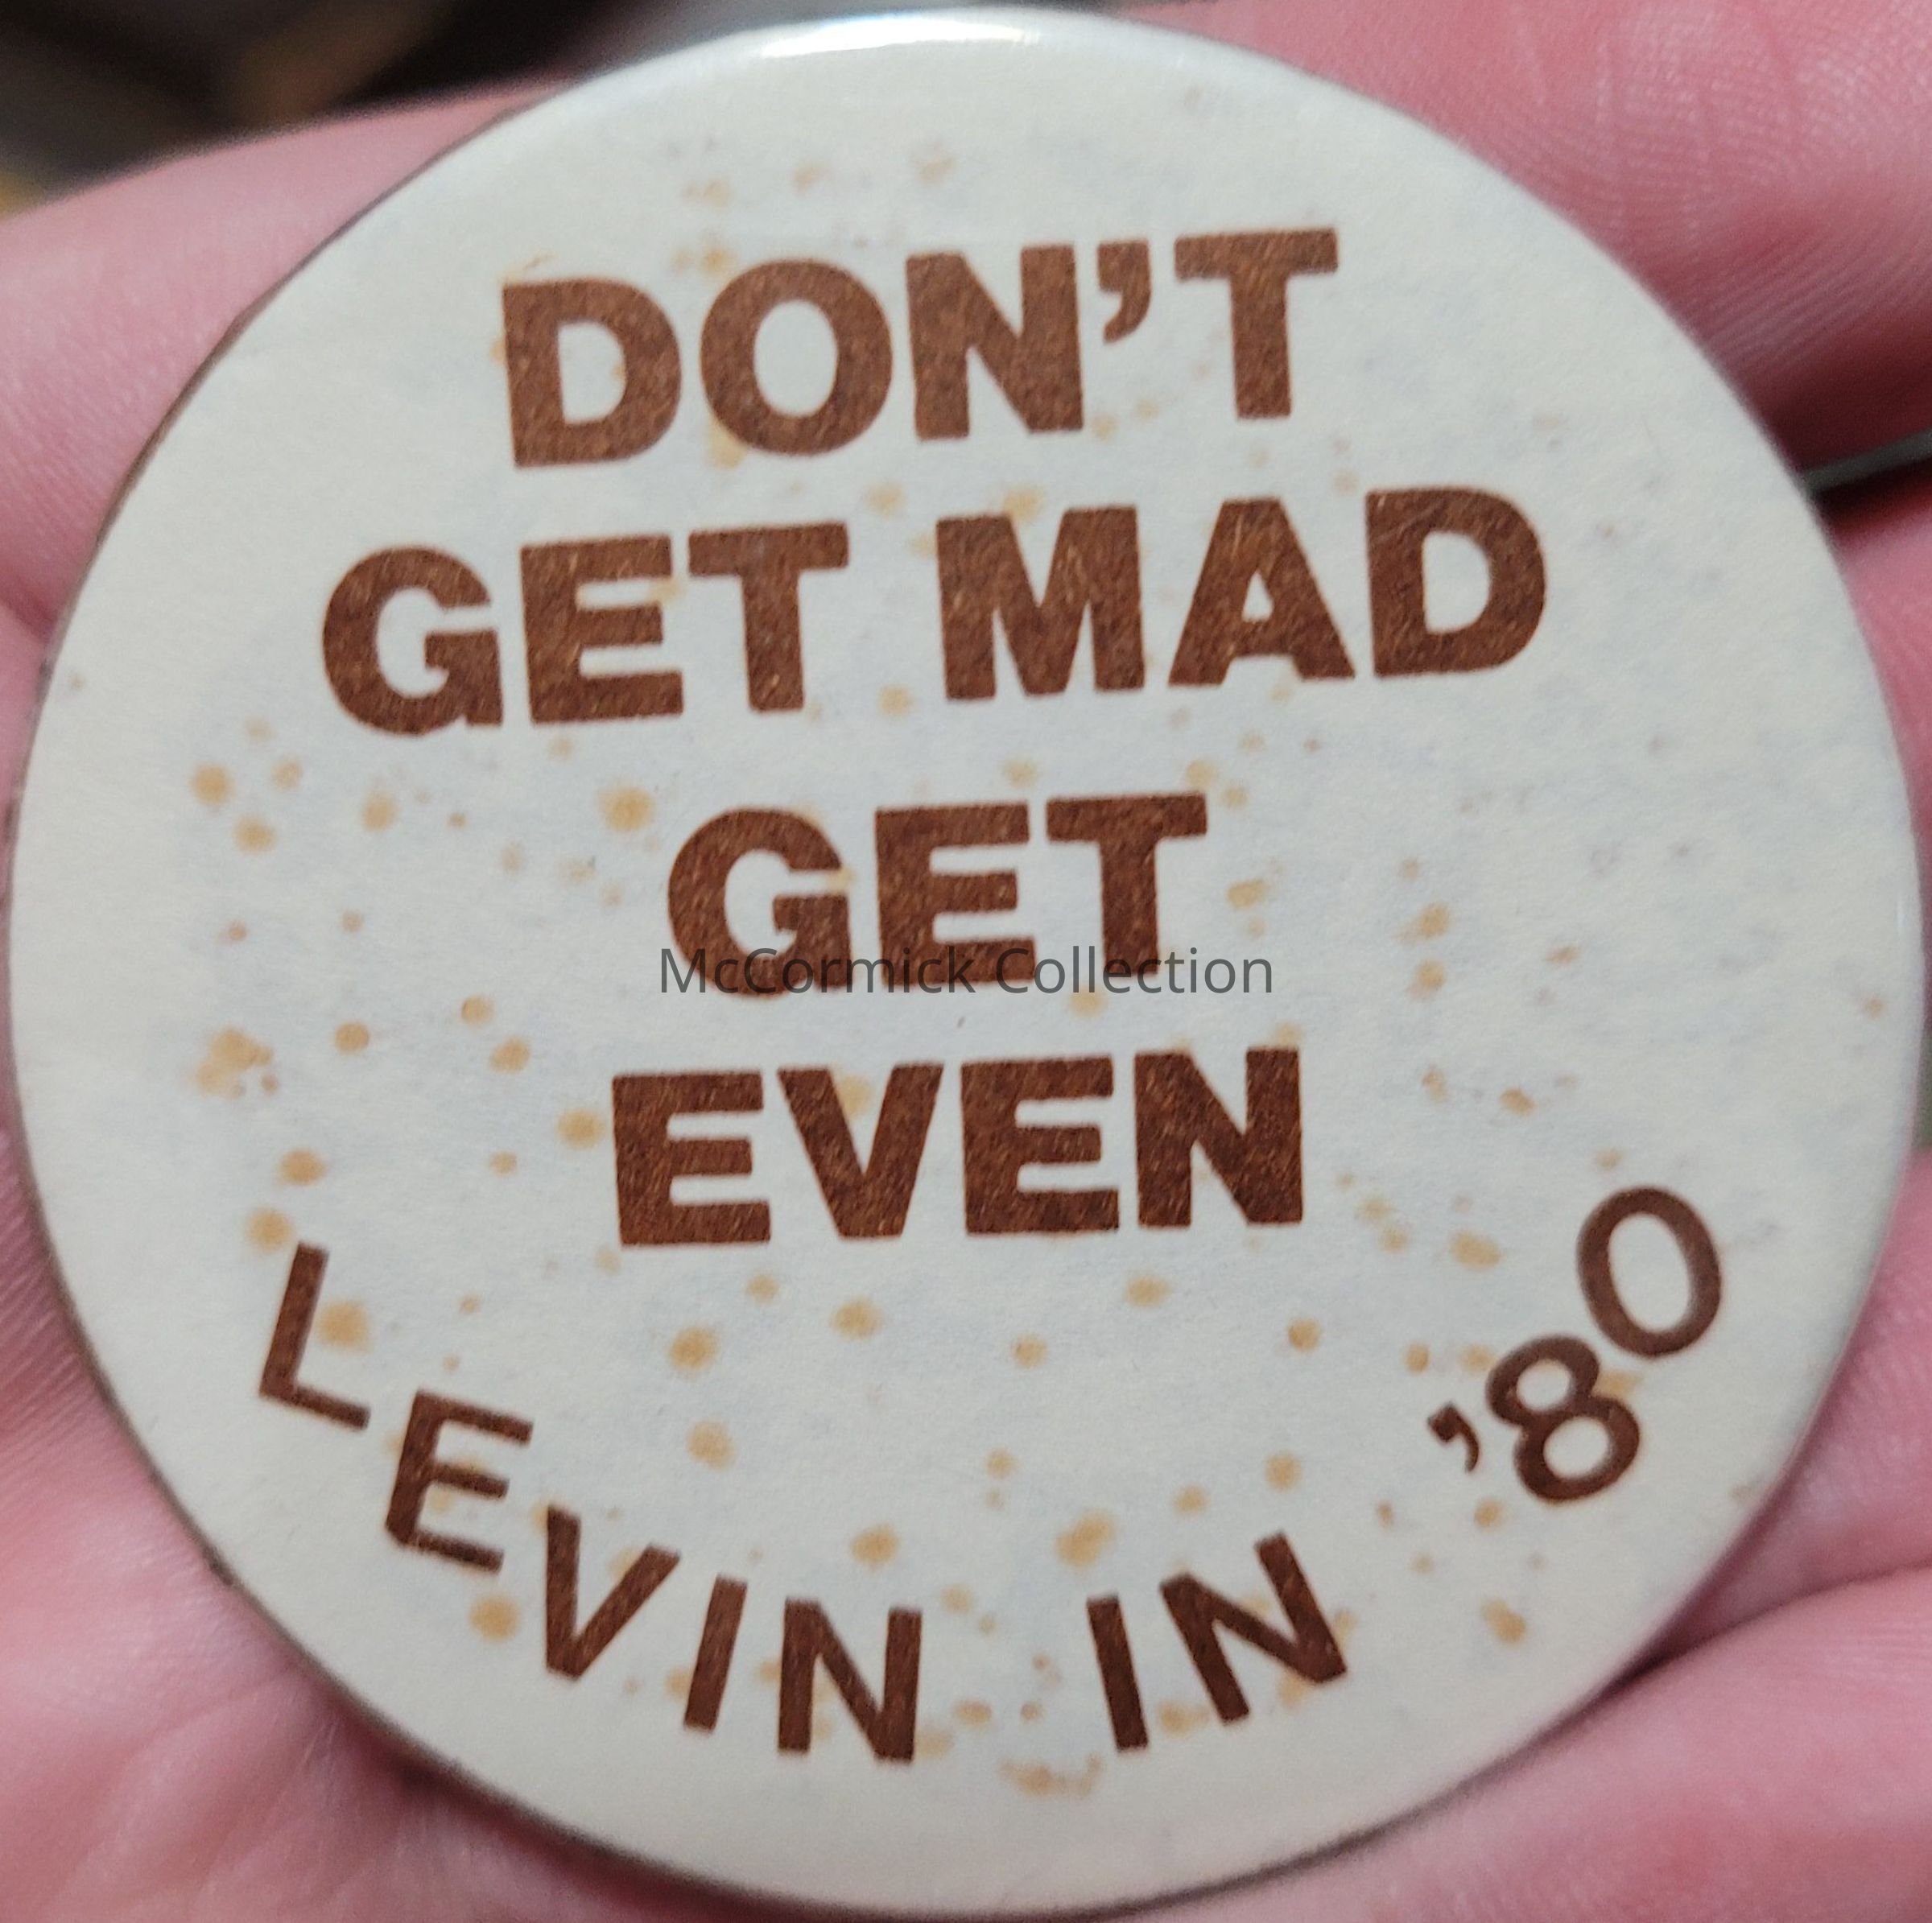 DON'T
GET MAD
GET
McCormick Collection
EVEN
LEVIN IN '80